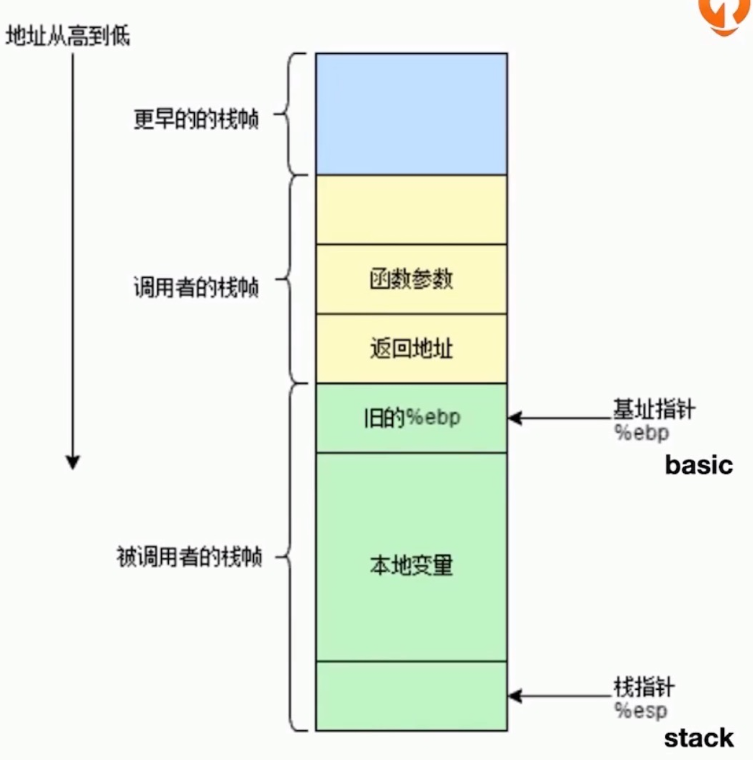 地址从高到低
更早的的栈帧
调用者的栈帧
函数参数
返回地址
旧的%ebp
基址指针
%ebp
basic
被调用者的栈帧
本地变量
栈指针
%esp
stack